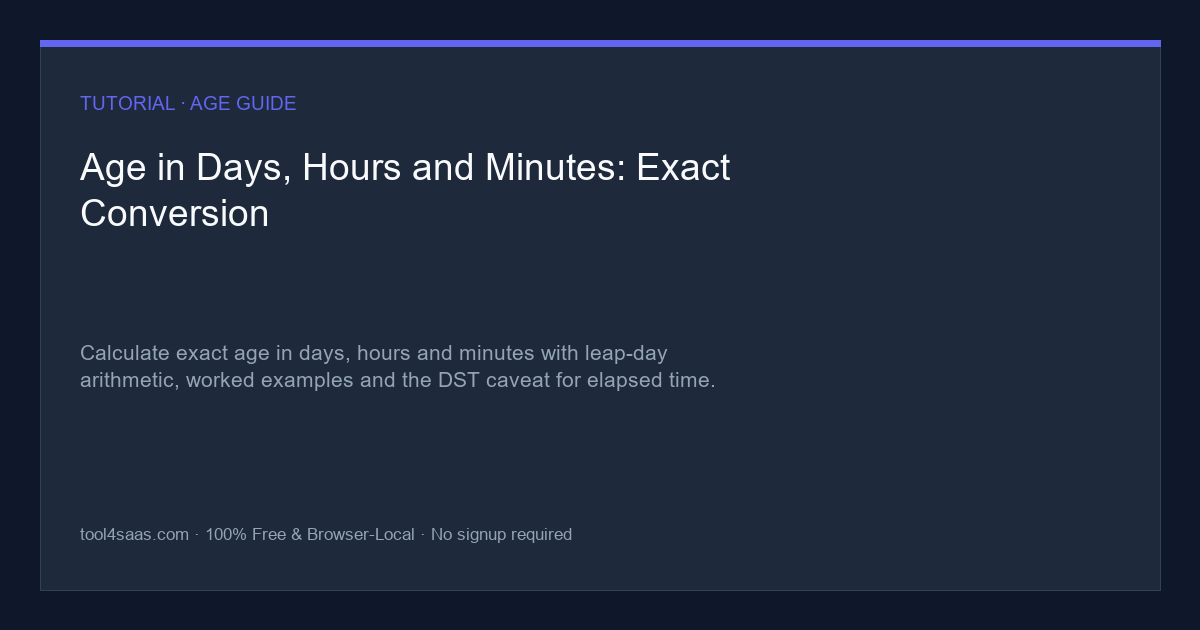 TUTORIAL · AGE GUIDE
Age in Days, Hours and Minutes: Exact
Conversion
Calculate exact age in days, hours and minutes with leap-day
arithmetic, worked examples and the DST caveat for elapsed time.
tool4saas.com · 100% Free & Browser-Local · No signup required